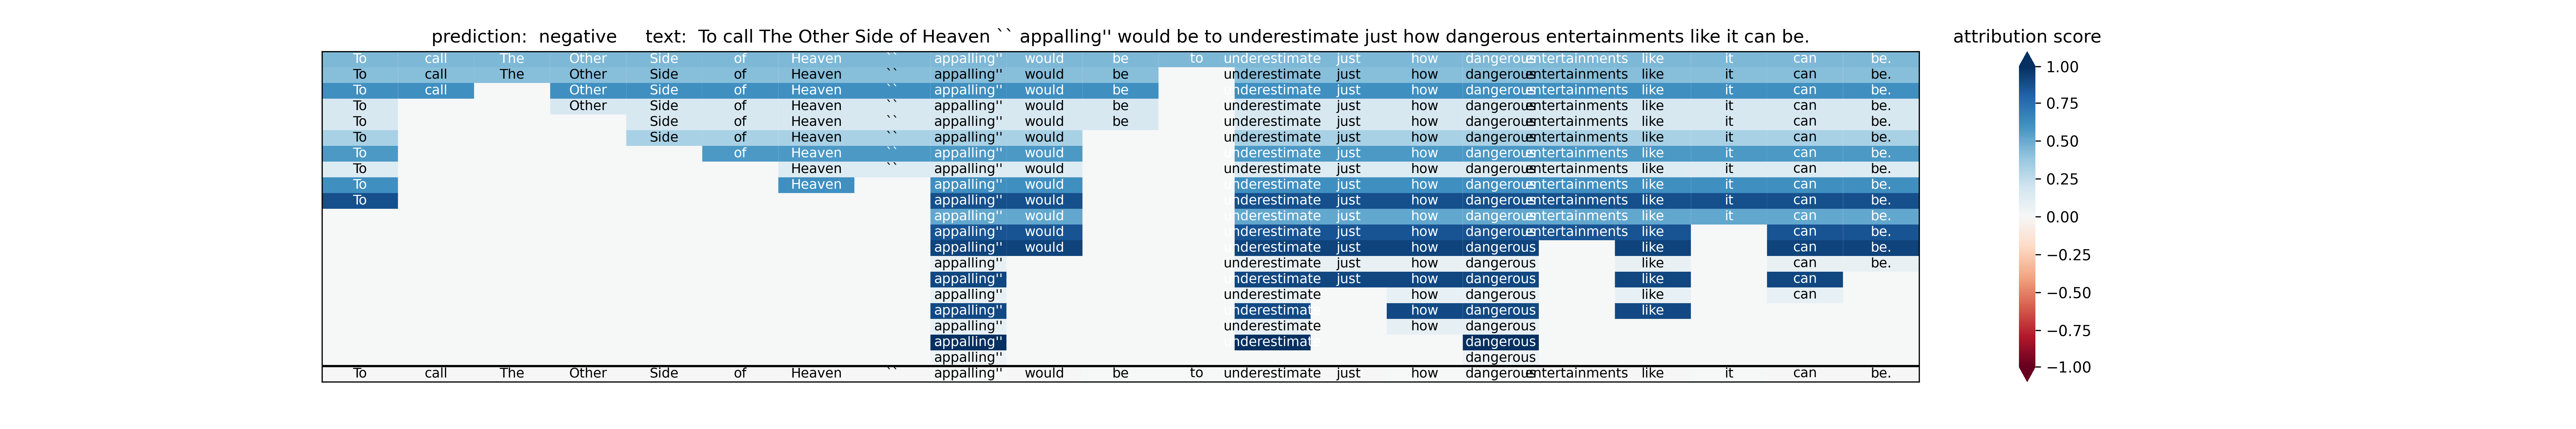 prediction:  negative     text:  To call The Other Side of Heaven `` appalling'' would be to underestimate just how dangerous entertainments like it can be.
attribution score
To call The Other Side of Heaven `` appalling'' would be to underestimate just how dangerous entertainments like it can be.
To call The Other Side of Heaven `` appalling'' would be underestimate just how dangerous entertainments like it can be.
To call Other Side of Heaven `` appalling'' would be underestimate just how dangerous entertainments like it can be.
To Other Side of Heaven `` appalling'' would be underestimate just how dangerous entertainments like it can be.
To Side of Heaven `` appalling'' would be underestimate just how dangerous entertainments like it can be.
To Side of Heaven `` appalling'' would underestimate just how dangerous entertainments like it can be.
To of Heaven `` appalling'' would underestimate just how dangerous entertainments like it can be.
To Heaven `` appalling'' would underestimate just how dangerous entertainments like it can be.
To Heaven appalling'' would underestimate just how dangerous entertainments like it can be.
To appalling'' would underestimate just how dangerous entertainments like it can be.
appalling'' would underestimate just how dangerous entertainments like it can be.
appalling'' would underestimate just how dangerous entertainments like can be.
appalling'' would underestimate just how dangerous like can be.
appalling'' underestimate just how dangerous like can be.
appalling'' underestimate just how dangerous like can
appalling'' underestimate how dangerous like can
appalling'' underestimate how dangerous like
appalling'' underestimate how dangerous
appalling'' underestimate dangerous
appalling'' dangerous
To call The Other Side of Heaven `` appalling'' would be to underestimate just how dangerous entertainments like it can be.
1.00
0.75
0.50
0.25
0.00
−0.25
−0.50
−0.75
−1.00